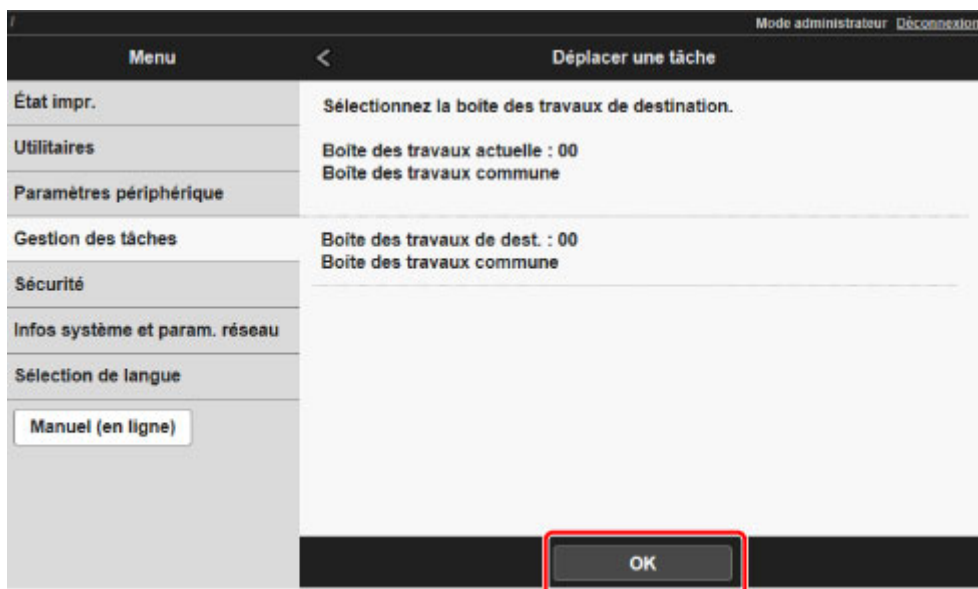 /
Mode administrateur Déconnexion
Menu
<
Déplacer une tâche
État impr.
Utilitaires
Paramètres périphérique
Gestion des tâches
Sécurité
Infos système et param. réseau
Sélection de langue
Manuel (en ligne)
Sélectionnez la boîte des travaux de destination.
Boîte des travaux actuelle : 00
Boîte des travaux commune
Boîte des travaux de dest. : 00
Boîte des travaux commune
OK